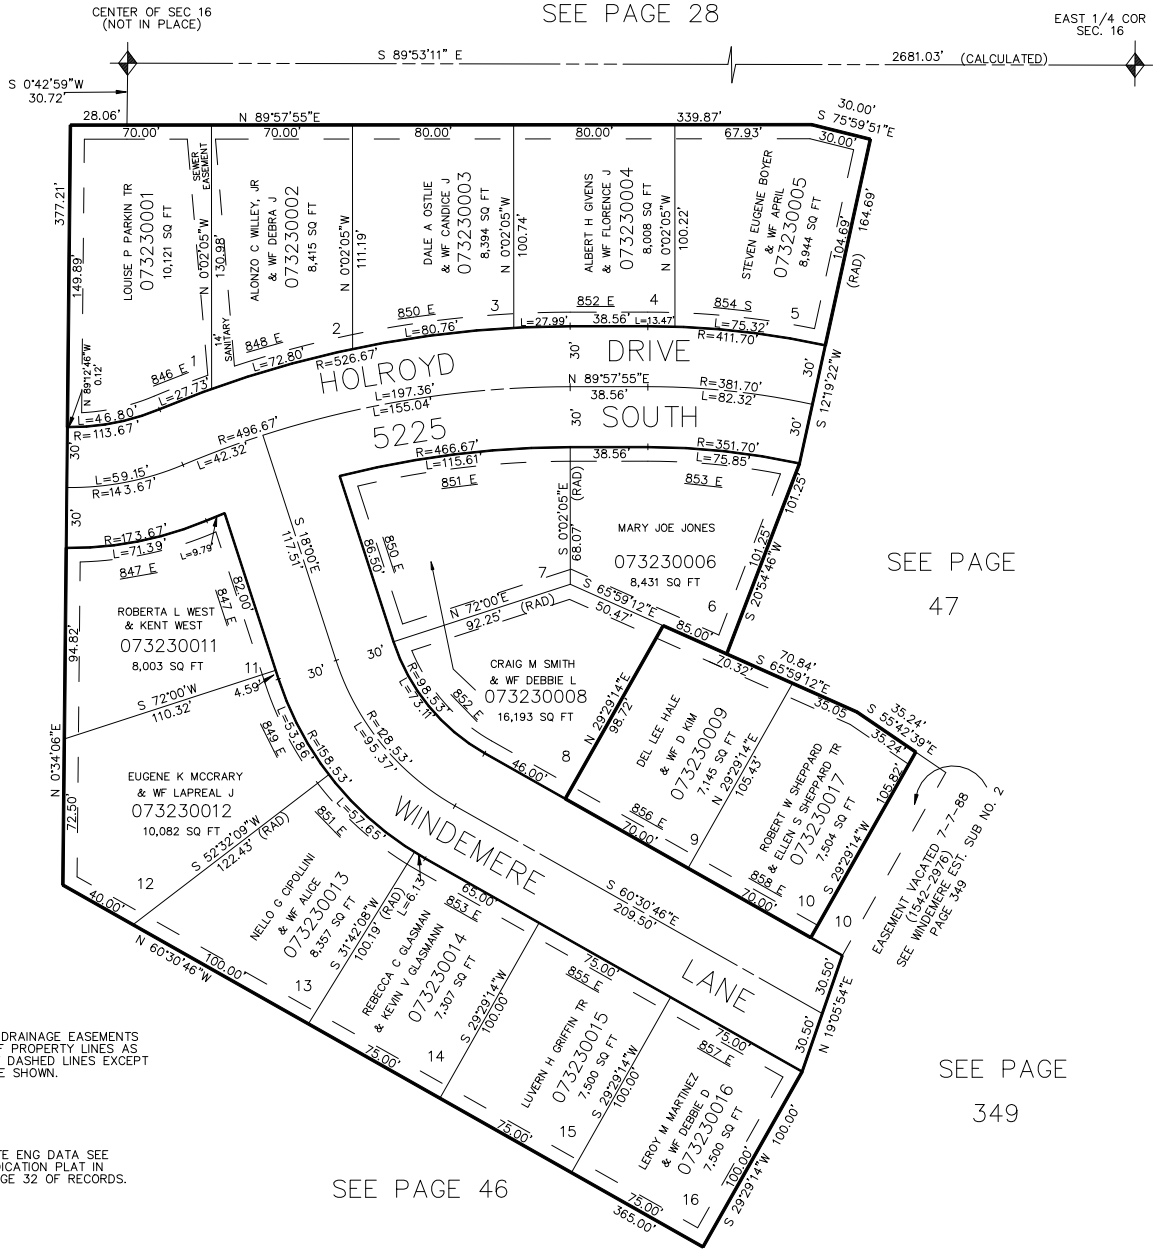 CENTER OF SEC 16
(NOT IN PLACE)
SEE PAGE 28
EAST 1/4 COR
SEC. 16
S 89°53'11" E
2681.03' (CALCULATED)
S 0°42'59"W
30.72'
28.06'
N 89°57'55"E
339.87'
30.00'
S 75°59'51"E
70.00'
70.00'
80.00'
80.00'
67.93'
30.00'
377.21'
149.89'
LOUISE P PARKIN TR
073230001
10,121 SQ FT
SEWER
EASEMENT
N 0°02'05"W
130.98'
14'
SANITARY
ALONZO C WILLEY, JR
& WF DEBRA J
073230002
8,415 SQ FT
N 0°02'05"W
111.19'
DALE A OSTLIE
& WF CANDICE J
073230003
8,394 SQ FT
N 0°02'05"W
100.74'
ALBERT H GIVENS
& WF FLORENCE J
073230004
8,008 SQ FT
N 0°02'05"W
100.22'
STEVEN EUGENE BOYER
& WF APRIL
073230005
8,944 SQ FT
104.69'
(RAD)
164.69'
N 89°12'46"W
0.12'
846 E
1
L=27.73'
L=46.80'
R=113.67'
848 E
2
L=72.80'
R=526.67'
850 E
3
L=80.76'
852 E
4
L=27.99'
38.56'
L=13.47'
854 S
5
L=75.32'
R=411.70'
HOLROYD
DRIVE
30'
30'
30'
N 89°57'55"E
38.56'
R=381.70'
L=82.32'
S 12°19'22"W
L=197.36'
L=155.04'
5225
SOUTH
30'
30'
R=496.67'
L=42.32'
L=59.15'
R=143.67'
30'
R=466.67'
L=115.61'
38.56'
R=351.70'
L=75.85'
851 E
853 E
S 0°02'05"E
(RAD)
68.07'
101.25'
101.25'
S 20°54'46"W
MARY JOE JONES
073230006
8,431 SQ FT
6
7
R=173.67'
L=71.39'
L=9.79'
847 E
847 E
82.00'
S 18°00'E
117.51'
86.50'
850 E
SEE PAGE
47
ROBERTA L WEST
& KENT WEST
073230011
8,003 SQ FT
94.82'
11
4.59'
S 72°00'W
110.32'
N 72°00'E
92.25' (RAD)
S 65°59'12"E
50.47'
85.00'
30'
30'
R=98.53'
L=73.11'
852 E
CRAIG M SMITH
& WF DEBBIE L
073230008
16,193 SQ FT
8
46.00'
N 29°29'14"E
98.72'
70.32'
70.84'
S 65°59'12"E
35.05
35.24'
S 55°42'39"E
35.24'
DEL LEE HALE
& WF D KIM
073230009
7,145 SQ FT
N 29°29'14"E
105.43'
856 E
70.00'
9
ROBERT W SHEPPARD
& ELLEN S SHEPPARD TR
073230017
7,504 SQ FT
105.82'
S 29°29'14"W
858 E
70.00'
10
10
EASEMENT VACATED 7-7-88
(1542-2976)
SEE WINDEMERE EST. SUB NO. 2
PAGE 349
N 0°34'06"E
72.50'
EUGENE K MCCRARY
& WF LAPREAL J
073230012
10,082 SQ FT
L=53.86'
849 E
R=158.53'
R=128.53'
L=95.37'
S 52°32'09"W
122.43' (RAD)
851 E
L=57.65'
12
40.00'
N 60°30'46"W
WINDEMERE
LANE
S 60°30'46"E
209.50'
NELLO G CIPOLLINI
& WF ALICE
073230013
8,357 SQ FT
100.00'
13
S 31°42'08"W
100.19' (RAD)
L=6.13'
65.00'
853 E
REBECCA C GLASMAN
& KEVIN V GLASMANN
073230014
7,307 SQ FT
S 29°29'14"W
100.00'
75.00'
14
75.00'
855 E
LUVERN H GRIFFIN TR
073230015
7,500 SQ FT
S 29°29'14"W
100.00'
75.00'
15
75.00'
857 E
LEROY M MARTINEZ
& WF DEBBIE D
073230016
7,500 SQ FT
75.00'
16
365.00'
100.00'
S 29°29'14"W 100.00'
30.50'
30.50'
N 19°05'54"E
SEE PAGE
349
DRAINAGE EASEMENTS
F PROPERTY LINES AS
DASHED LINES EXCEPT
E SHOWN.
TE ENG DATA SEE
DICATION PLAT IN
GE 32 OF RECORDS.
SEE PAGE 46